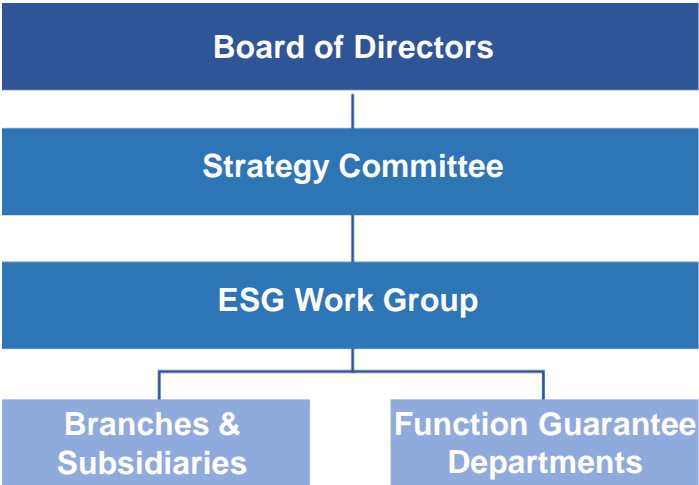 Board of Directors
Strategy Committee
ESG Work Group
Branches &
Subsidiaries
Function Guarantee
Departments